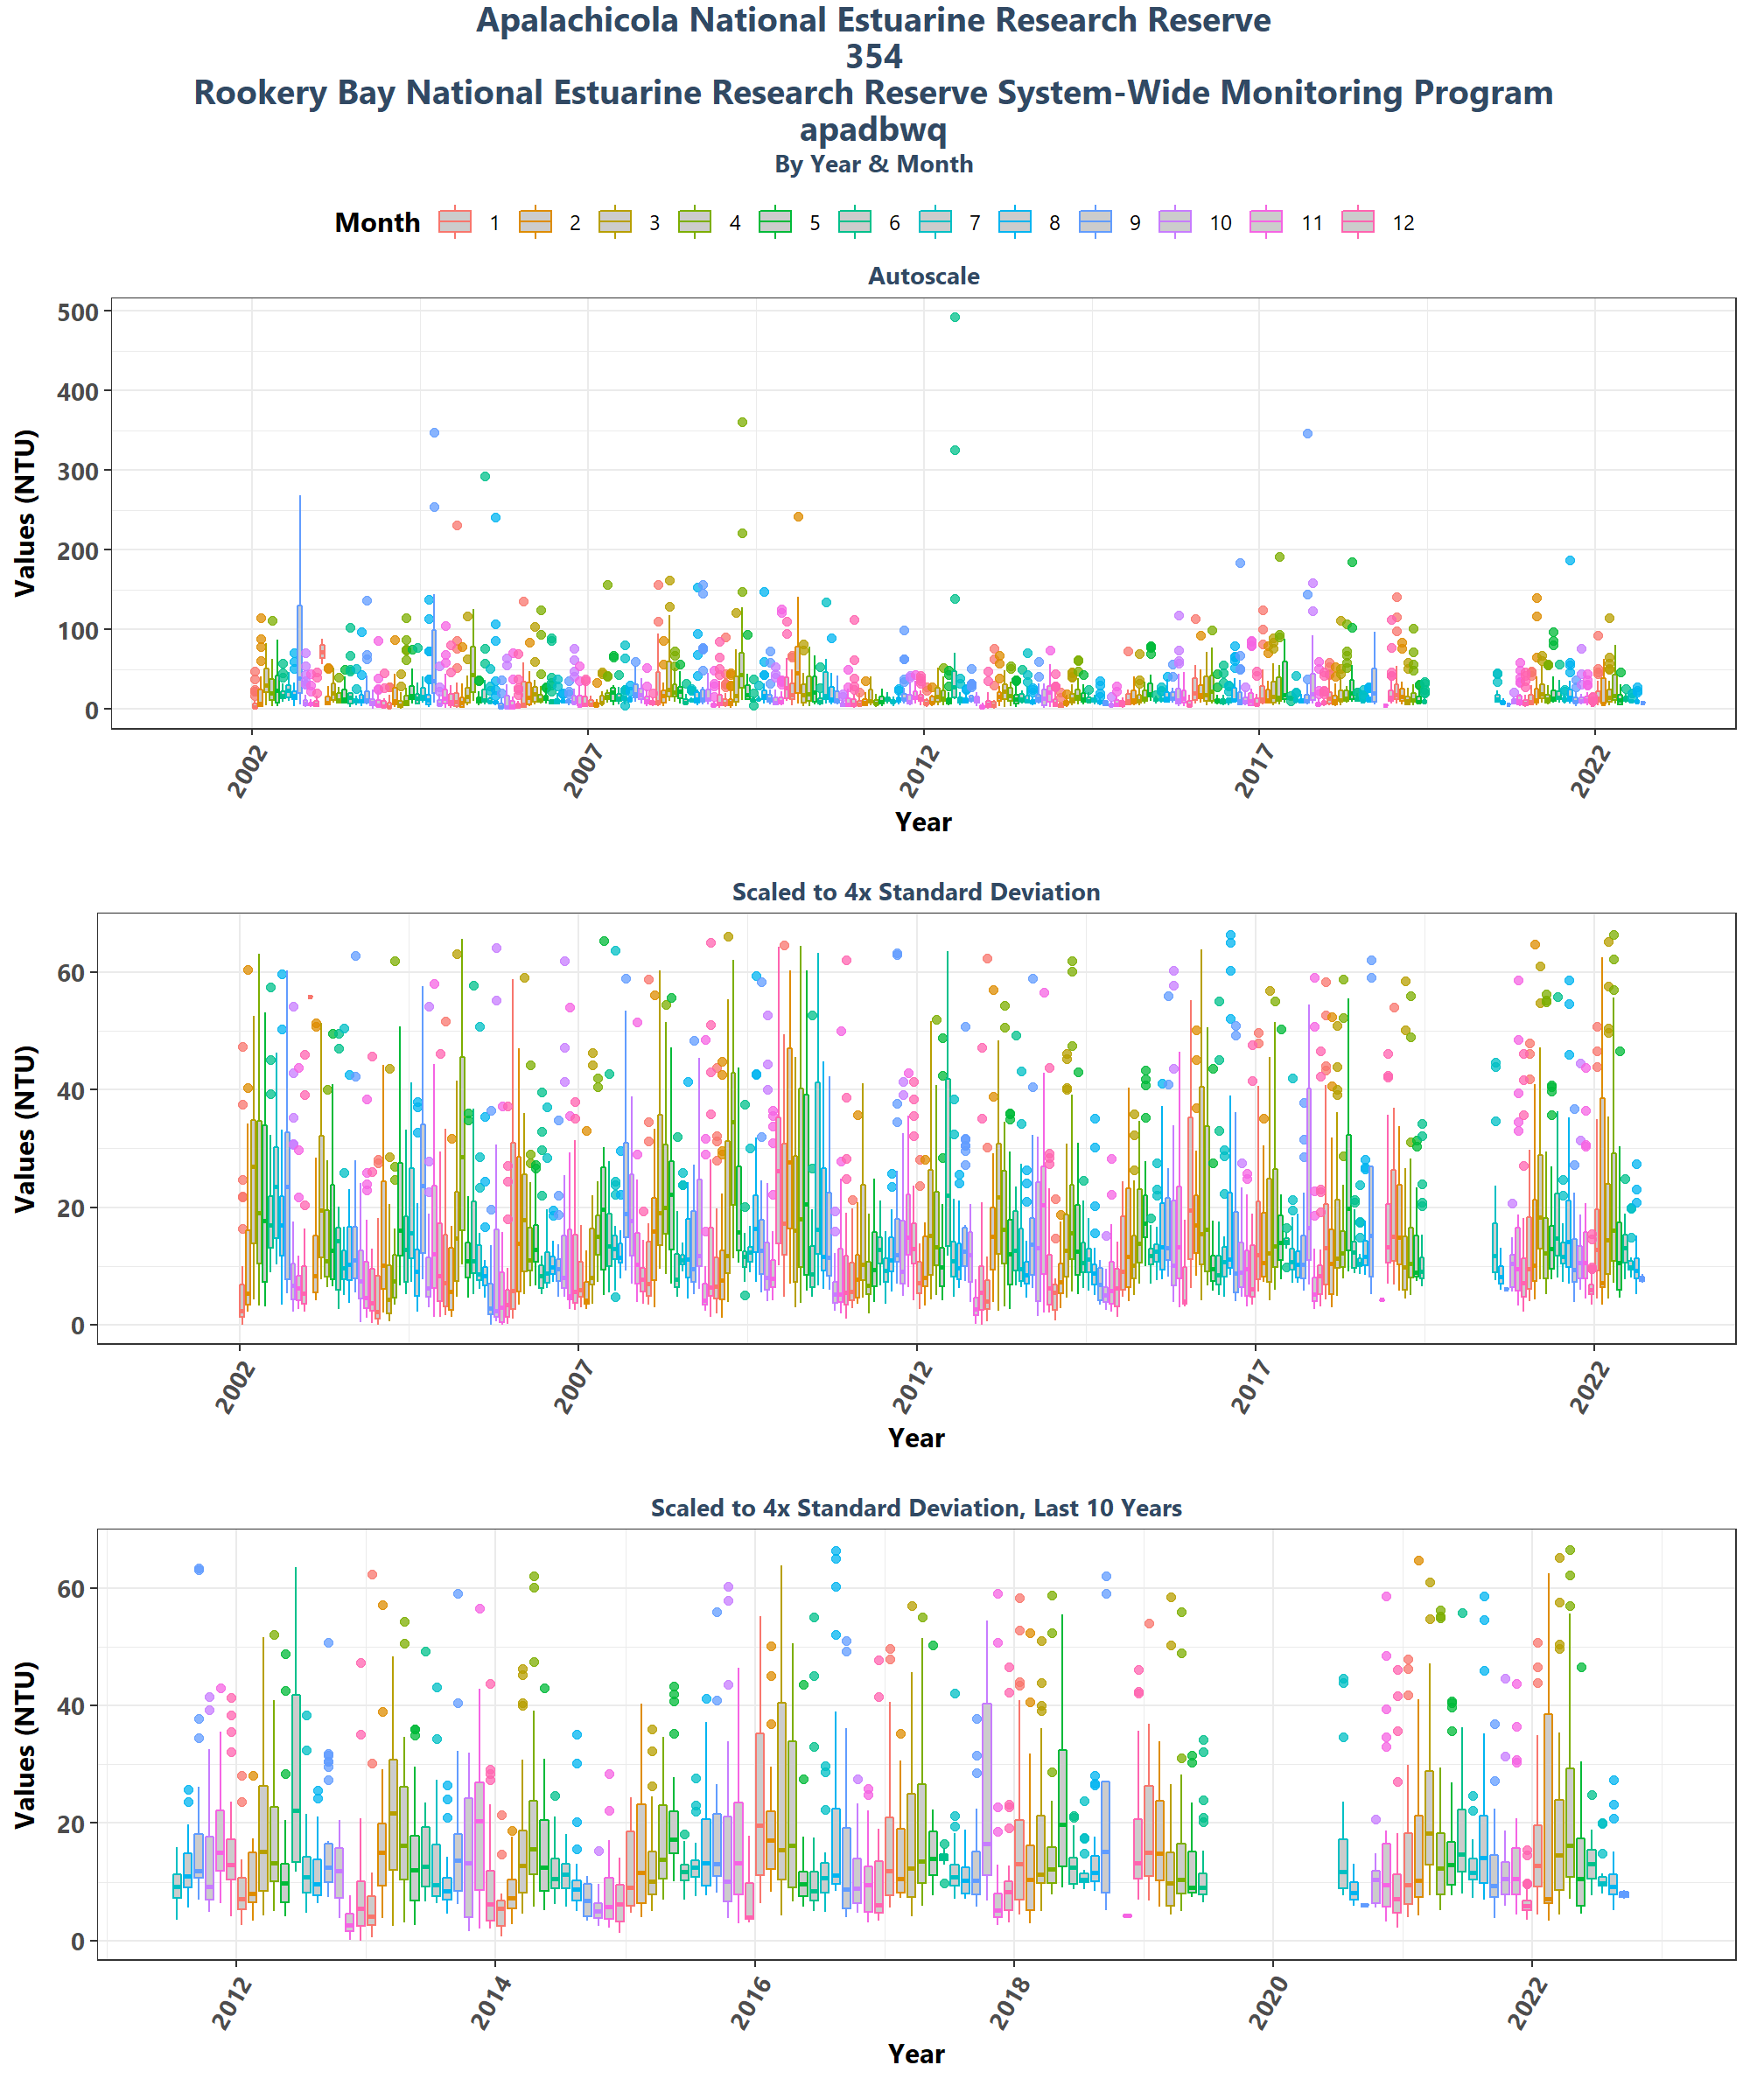 Apalachicola National Estuarine Research Reserve
354
Rookery Bay National Estuarine Research Reserve System-Wide Monitoring Program
apadbwq
By Year & Month
Month 1 2 3 4 5 6 7 8 9 10 11 12
Autoscale
Values (NTU)
500
400
300
200
100
0
2002 2007 2012 2017 2022
Year
Scaled to 4x Standard Deviation
Values (NTU)
60
40
20
0
2002 2007 2012 2017 2022
Year
Scaled to 4x Standard Deviation, Last 10 Years
Values (NTU)
60
40
20
0
2012 2014 2016 2018 2020 2022
Year